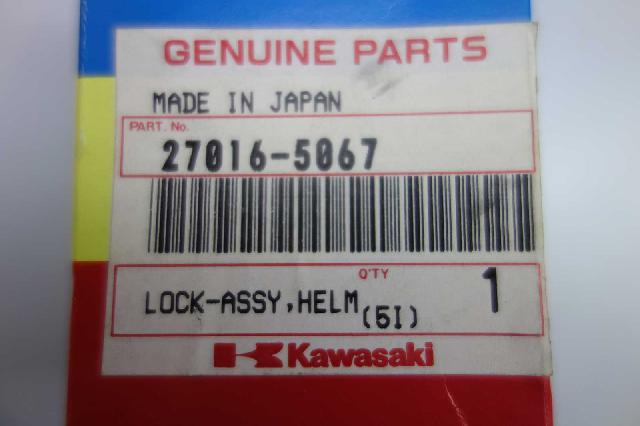 GENUINE PARTS
MADE IN JAPAN
PART. No.
27016-5067
Q'TY
LOCK-ASSY,HELM (5I) 1
Kawasaki